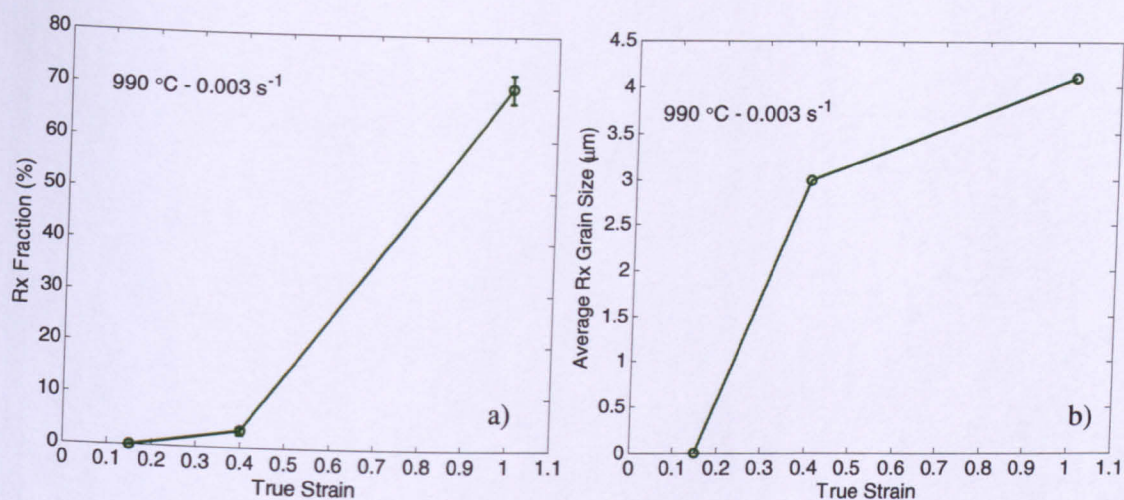 80
70
60
50
40
30
20
10
0
Rx Fraction (%)
990 °C - 0.003 s⁻¹
a)
0 0.1 0.2 0.3 0.4 0.5 0.6 0.7 0.8 0.9 1 1.1
True Strain
4.5
4
3.5
3
2.5
2
1.5
1
0.5
0
Average Rx Grain Size (μm)
990 °C - 0.003 s⁻¹
b)
0 0.1 0.2 0.3 0.4 0.5 0.6 0.7 0.8 0.9 1 1.1
True Strain